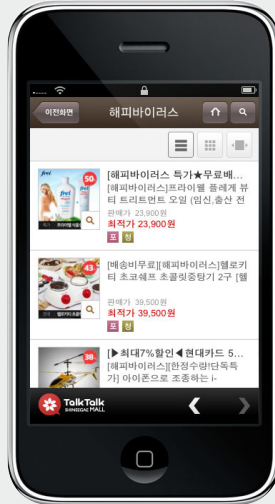 이전화면
해피바이러스
frei
50
[해피바이러스 특가★무료배...
[해피바이러스]프라이웰 플레게 뷰
티 트리트먼트 오일 (임신,출산 전
판매가 23,900원
최적가 23,900원
포 청
43
[배송비무료][해피바이러스]헬로키
티 초코쉐프 초콜릿중탕기 2구 [헬
판매가 39,500원
최적가 39,500원
포 청
38
[▶최대7%할인◀현대카드 5...
[해피바이러스][한정수량!단독특
가] 아이폰으로 조종하는 i-
TalkTalk
SHINSEGAE MALL